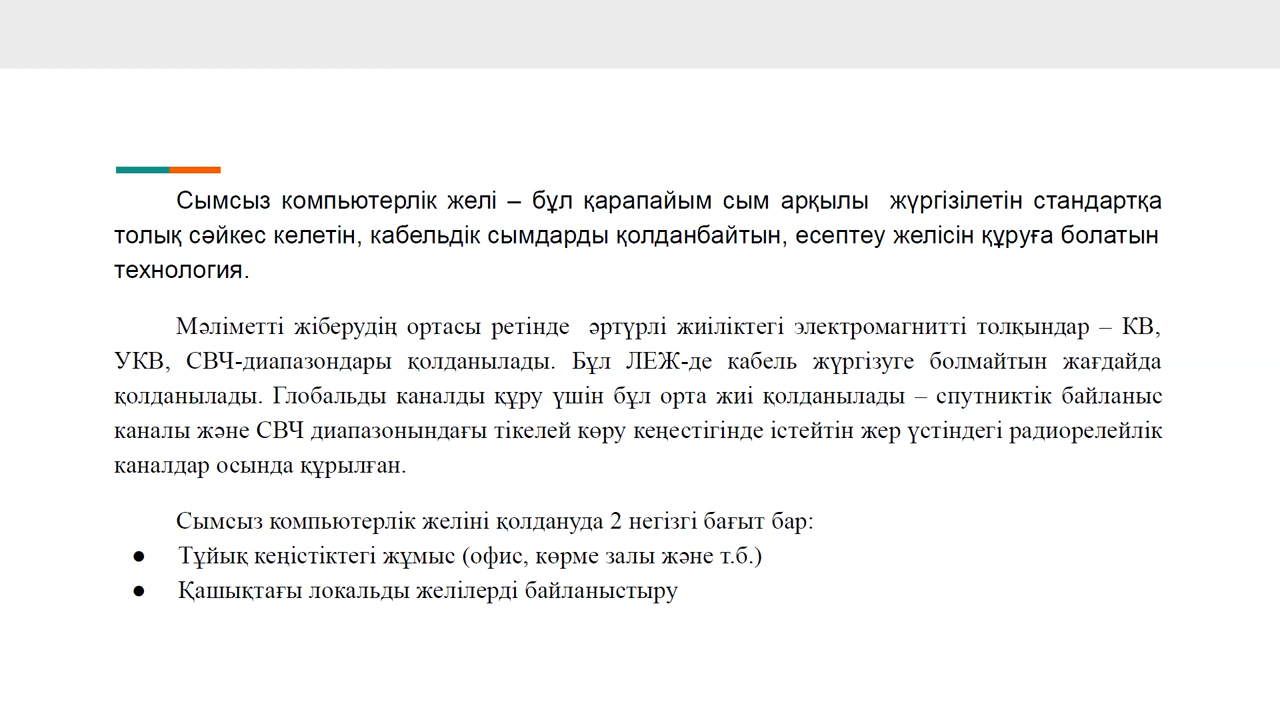 Сымсыз компьютерлік желі – бұл қарапайым сым арқылы жүргізілетін стандартқа
толық сәйкес келетін, кабельдік сымдарды қолданбайтын, есептеу желісін құруға болатын
технология.
Мәліметті жіберудің ортасы ретінде әртүрлі жиіліктегі электромагнитті толқындар – КВ,
УКВ, СВЧ-диапазондары қолданылады. Бұл ЛЕЖ-де кабель жүргізуге болмайтын жағдайда
қолданылады. Глобальды каналды құру үшін бұл орта жиі қолданылады – спутниктік байланыс
каналы және СВЧ диапазонындағы тікелей көру кеңестігінде істейтін жер үстіндегі радиорелейлік
каналдар осында құрылған.
Сымсыз компьютерлік желіні қолдануда 2 негізгі бағыт бар:
● Тұйық кеңістіктегі жұмыс (офис, көрме залы және т.б.)
● Қашықтағы локальды желілерді байланыстыру